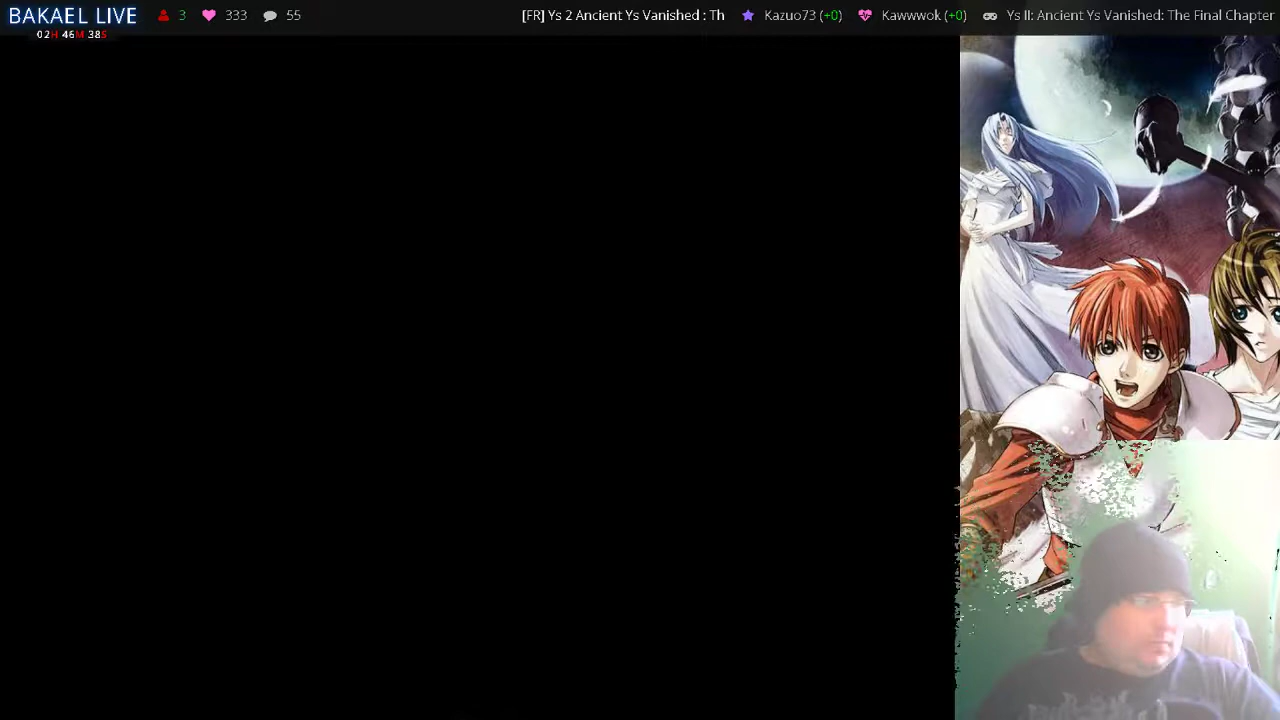 BAKAEL LIVE 3 333 55 [FR] Ys 2 Ancient Ys Vanished : Th Kazuo73 (+0) Kawwwok (+0) Ys II: Ancient Ys Vanished: The Final Chapter
02H 46M 38S